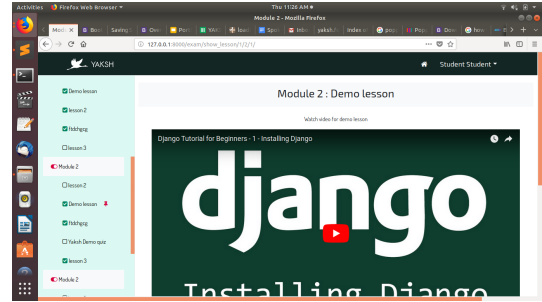 Activities Firefox Web Browser Thu 11:26 AM
Module 2 - Mozilla Firefox
127.0.0.1:8000/exam/show_lesson/1/2/1/
YAKSH Student Student
Demo lesson
lesson 2
lesson 3
Module 2
lesson 2
Demo lesson
Yaksh Demo quiz
lesson 3
Module 2
Module 2 : Demo lesson
Watch video for demo lesson
Django Tutorial for Beginners - 1 - Installing Django
django
Installing Django